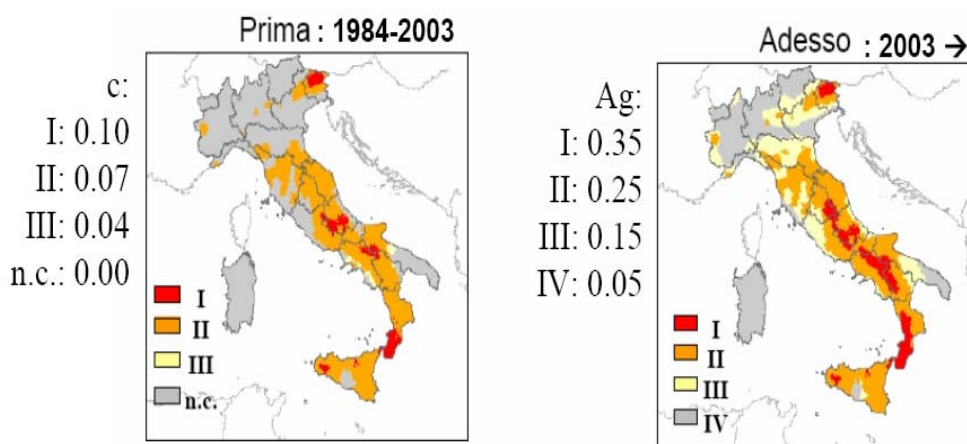 Prima : 1984-2003
c:
I: 0.10
II: 0.07
III: 0.04
n.c.: 0.00
I
II
III
n.c.
Adesso : 2003 →
Ag:
I: 0.35
II: 0.25
III: 0.15
IV: 0.05
I
II
III
IV